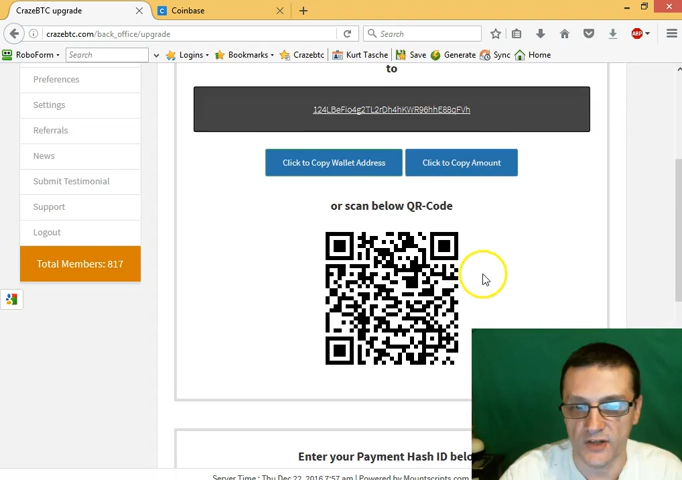 CrazeBTC upgrade
Coinbase
crazebtc.com/back_office/upgrade
Search
RoboForm
Search
Logins
Bookmarks
Crazebtc
Kurt Tasche
Save
Generate
Sync
Home
Preferences
Settings
Referrals
News
Submit Testimonial
Support
Logout
Total Members: 817
to
Click to Copy Wallet Address
Click to Copy Amount
or scan below QR-Code
Enter your Payment Hash ID belo
Server Time : Thu Dec 22, 2016 7:57 am | Powered by Mountscripts.com
ABP